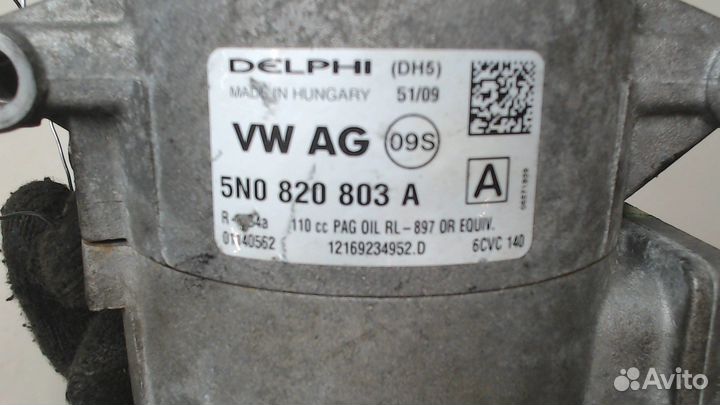 DELPHI (DH5)
MADE IN HUNGARY 51/09
VW AG 09S
5N0 820 803 A A
110 cc PAG OIL RL-897 OR EQUIV.
12169234952.D 6CVC 140
Avito